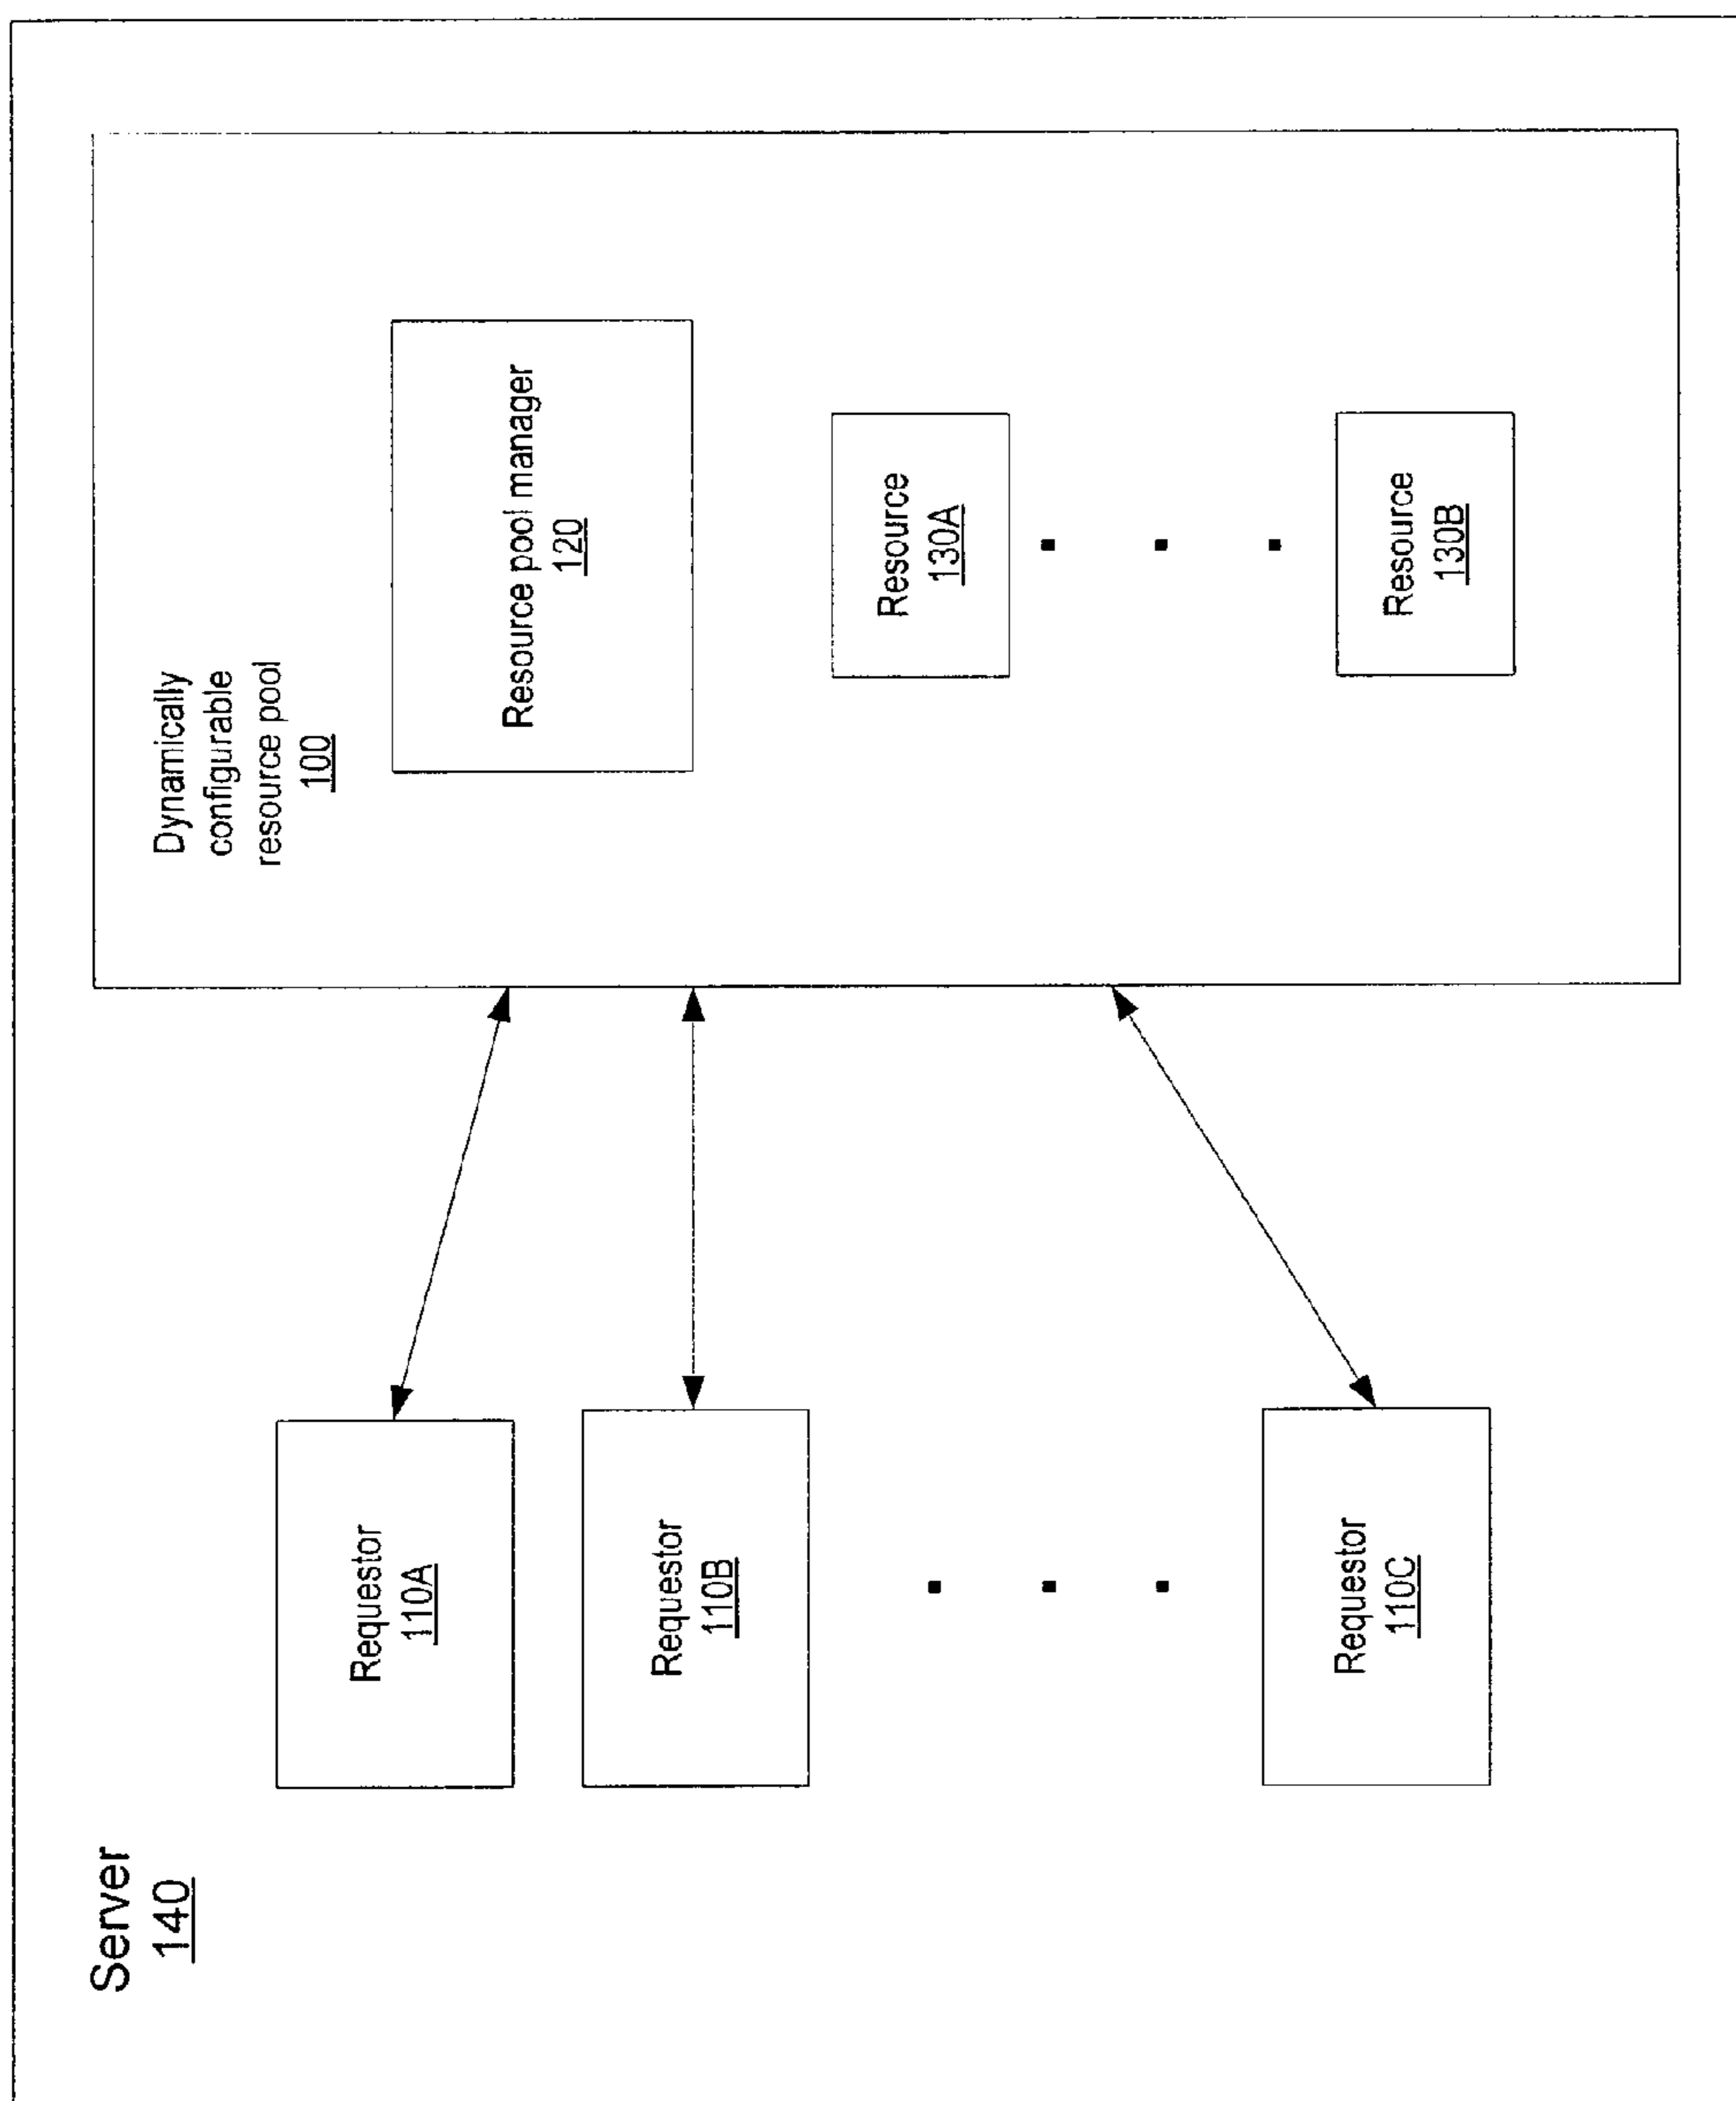 Server
140
Requestor
110A
Requestor
110B
Requestor
110C
Dynamically
configurable
resource pool
100
Resource pool manager
120
Resource
130A
Resource
130B